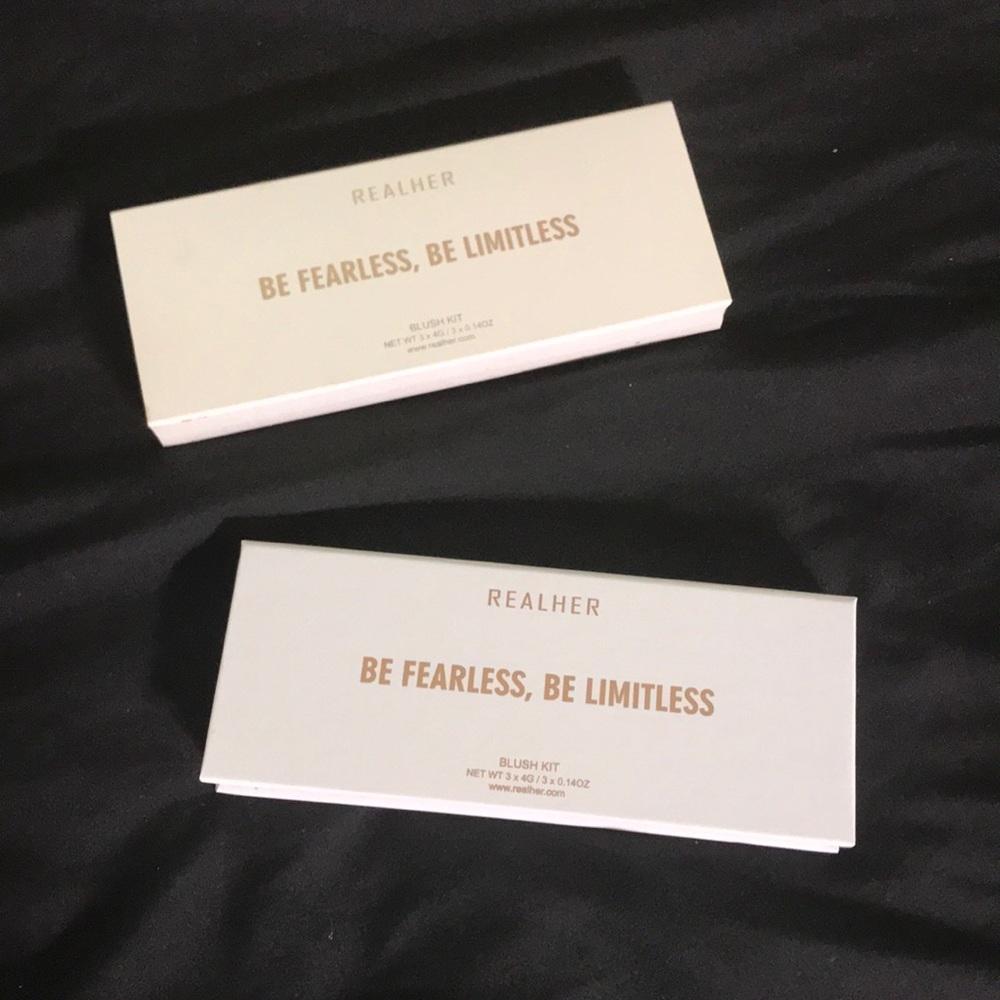 REALHER
BE FEARLESS, BE LIMITLESS
BLUSH KIT
NET WT 3 x 4G / 3 x 0.14OZ
www.realher.com
REALHER
BE FEARLESS, BE LIMITLESS
BLUSH KIT
NET WT 3 x 4G / 3 x 0.14OZ
www.realher.com